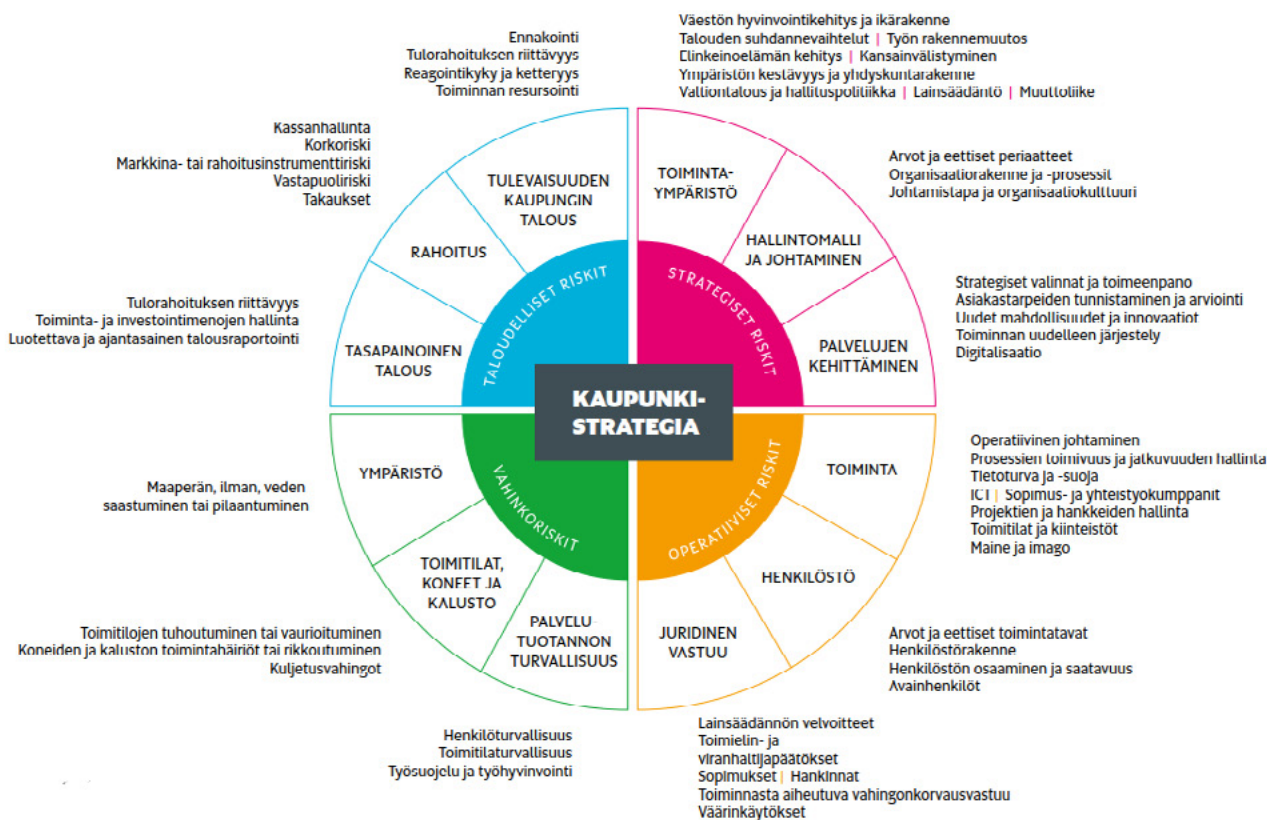 Ennakointi
Tulorahoituksen riittävyys
Reagointikyky ja ketteryys
Toiminnan resursointi
Väestön hyvinvointikehitys ja ikärakenne
Talouden suhdannevaihtelut | Työn rakennemuutos
Elinkeinoelämän kehitys | Kansainvälistyminen
Ympäristön kestävyys ja yhdyskuntarakenne
Valtiontalous ja hallituspolitiikka | Lainsäädäntö | Muuttoliike
Kassanhallinta
Korkoriski
Markkina- tai rahoitusinstrumenttiriski
Vastapuoliriski
Takaukset
Arvot ja eettiset periaatteet
Organisaatiorakenne ja -prosessit
Johtamistapa ja organisaatiokulttuuri
TULEVAISUUDEN
KAUPUNGIN
TALOUS
TOIMINTA-
YMPÄRISTÖ
RAHOITUS
HALLINTOMALLI
JA JOHTAMINEN
Tulorahoituksen riittävyys
Toiminta- ja investointimenojen hallinta
Luotettava ja ajantasainen talousraportointi
TASAPAINOINEN
TALOUS
TALOUDELLISET RISKIT
STRATEGISET RISKIT
PALVELUJEN
KEHITTÄMINEN
Strategiset valinnat ja toimeenpano
Asiakastarpeiden tunnistaminen ja arviointi
Uudet mahdollisuudet ja innovaatiot
Toiminnan uudelleen järjestely
Digitalisaatio
KAUPUNKI-
STRATEGIA
Maaperän, ilman, veden
saastuminen tai pilaantuminen
YMPÄRISTÖ
VAHINKORISKIT
OPERATIIVISET RISKIT
TOIMINTA
Operatiivinen johtaminen
Prosessien toimivuus ja jatkuvuuden hallinta
Tietoturva ja -suoja
ICT | Sopimus- ja yhteistyökumppanit
Projektien ja hankkeiden hallinta
Toimitilat ja kiinteistöt
Maine ja imago
TOIMITILAT,
KONEET JA
KALUSTO
HENKILÖSTÖ
PALVELU-
TUOTANNON
TURVALLISUUS
JURIDINEN
VASTUU
Toimitilojen tuhoutuminen tai vaurioituminen
Koneiden ja kaluston toimintahäiriöt tai rikkoutuminen
Kuljetusvahingot
Arvot ja eettiset toimintatavat
Henkilöstörakenne
Henkilöstön osaaminen ja saatavuus
Avainhenkilöt
Henkilöturvallisuus
Toimitilaturvallisuus
Työsuojelu ja työhyvinvointi
Lainsäädännön velvoitteet
Toimielin- ja
viranhaltijapäätökset
Sopimukset | Hankinnat
Toiminnasta aiheutuva vahingonkorvausvastuu
Väärinkäytökset